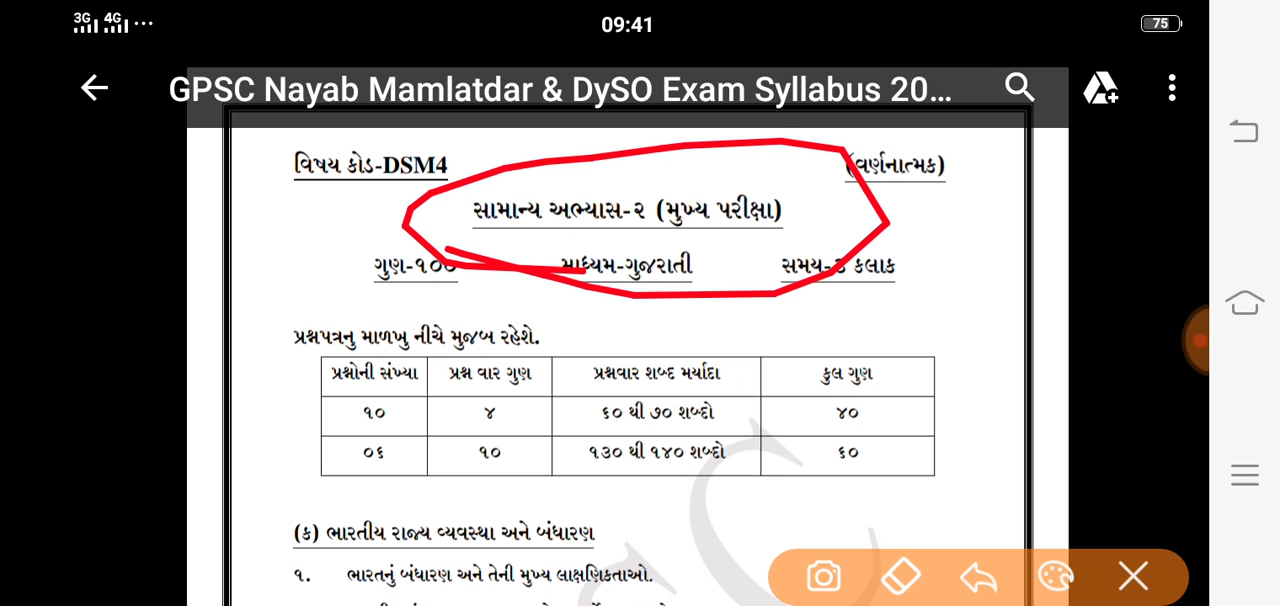 3G 4G ...
09:41
75
GPSC Nayab Mamlatdar & DySO Exam Syllabus 20...
વિષય કોડ-DSM4 (વર્ણનાત્મક)
સામાન્ય અભ્યાસ-૨ (મુખ્ય પરીક્ષા)
ગુણ-૧૦૦ માધ્યમ-ગુજરાતી સમય-૩ કલાક
પ્રશ્નપત્રનુ માળખુ નીચે મુજબ રહેશે.
પ્રશ્નોની સંખ્યા પ્રશ્ન વાર ગુણ પ્રશ્નવાર શબ્દ મર્યાદા કુલ ગુણ
૧૦ ૪ ૬૦ થી ૭૦ શબ્દો ૪૦
૦૬ ૧૦ ૧૩૦ થી ૧૪૦ શબ્દો ૬૦
(ક) ભારતીય રાજ્ય વ્યવસ્થા અને બંધારણ
૧. ભારતનું બંધારણ અને તેની મુખ્ય લાક્ષણિકતાઓ.